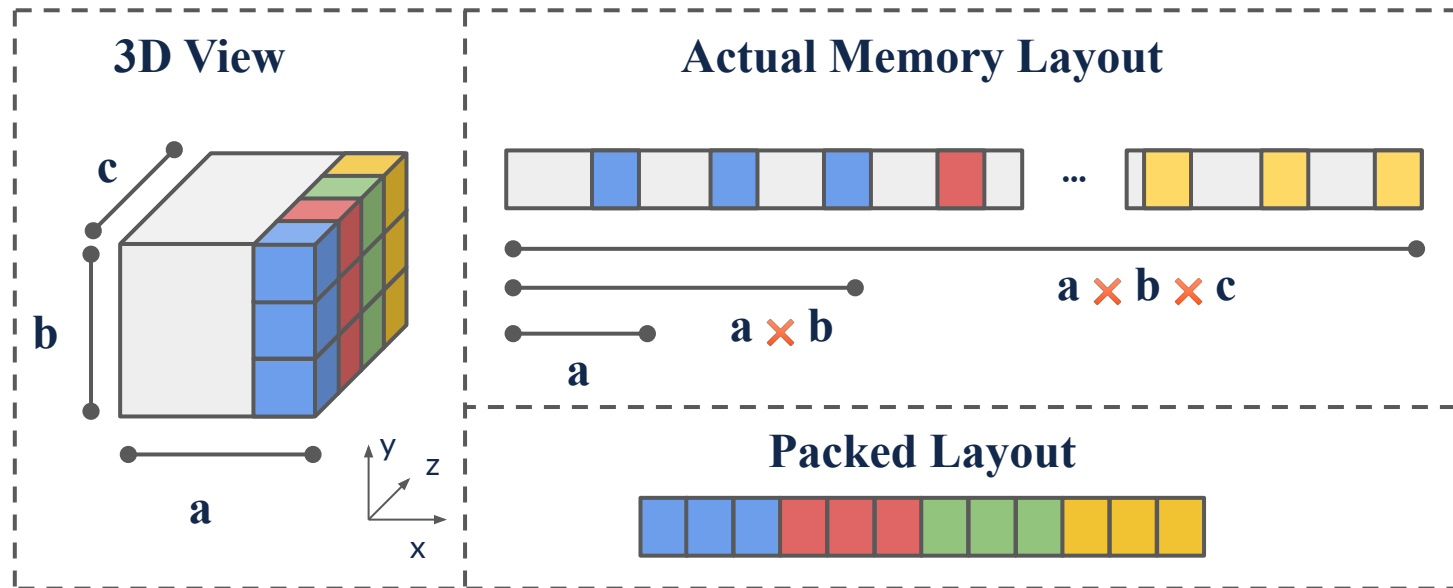 3D View
c
b
a
y
z
x
Actual Memory Layout
...
a × b × c
a × b
a
Packed Layout